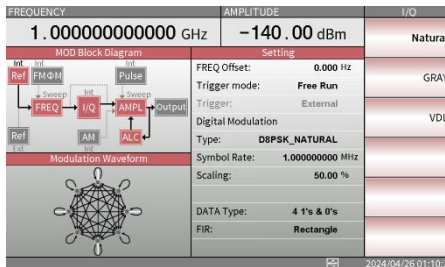 FREQUENCY
AMPLITUDE
I/Q
1.000000000000 GHz
-140.00 dBm
MOD Block Diagram
Int
Int
Int
Ref
FMΦM
Pulse
Sweep
Int
Sweep
FREQ
I/Q
AMPL
Output
Ref
AM
ALC
Ext
Int
Modulation Waveform
Setting
FREQ Offset: 0.000 Hz
Trigger mode: Free Run
Trigger: External
Digital Modulation
Type: D8PSK_NATURAL
Symbol Rate: 1.000000000 MHz
Scaling: 50.00 %
DATA Type: 4 1's & 0's
FIR: Rectangle
Natura
GRAY
VDL
2024/04/26 01:10: